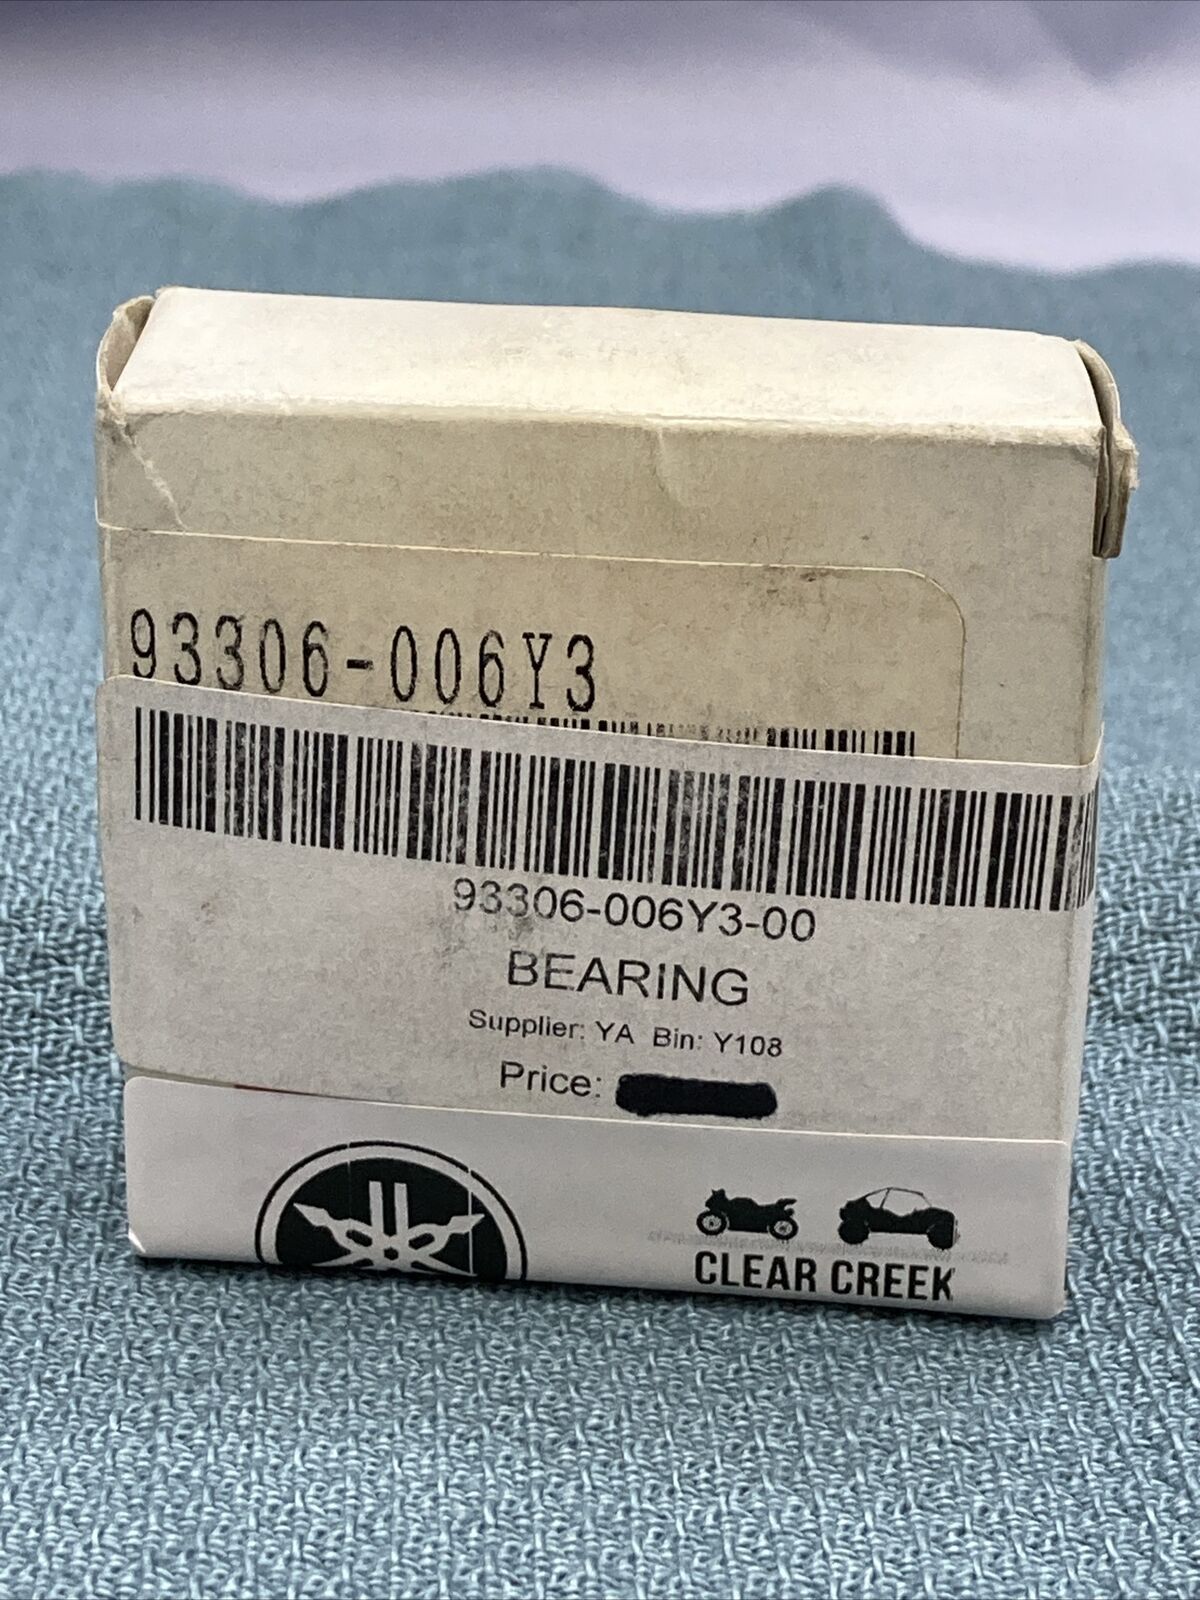 93306-006Y3
93306-006Y3-00
BEARING
Supplier: YA Bin: Y108
Price:
CLEAR CREEK